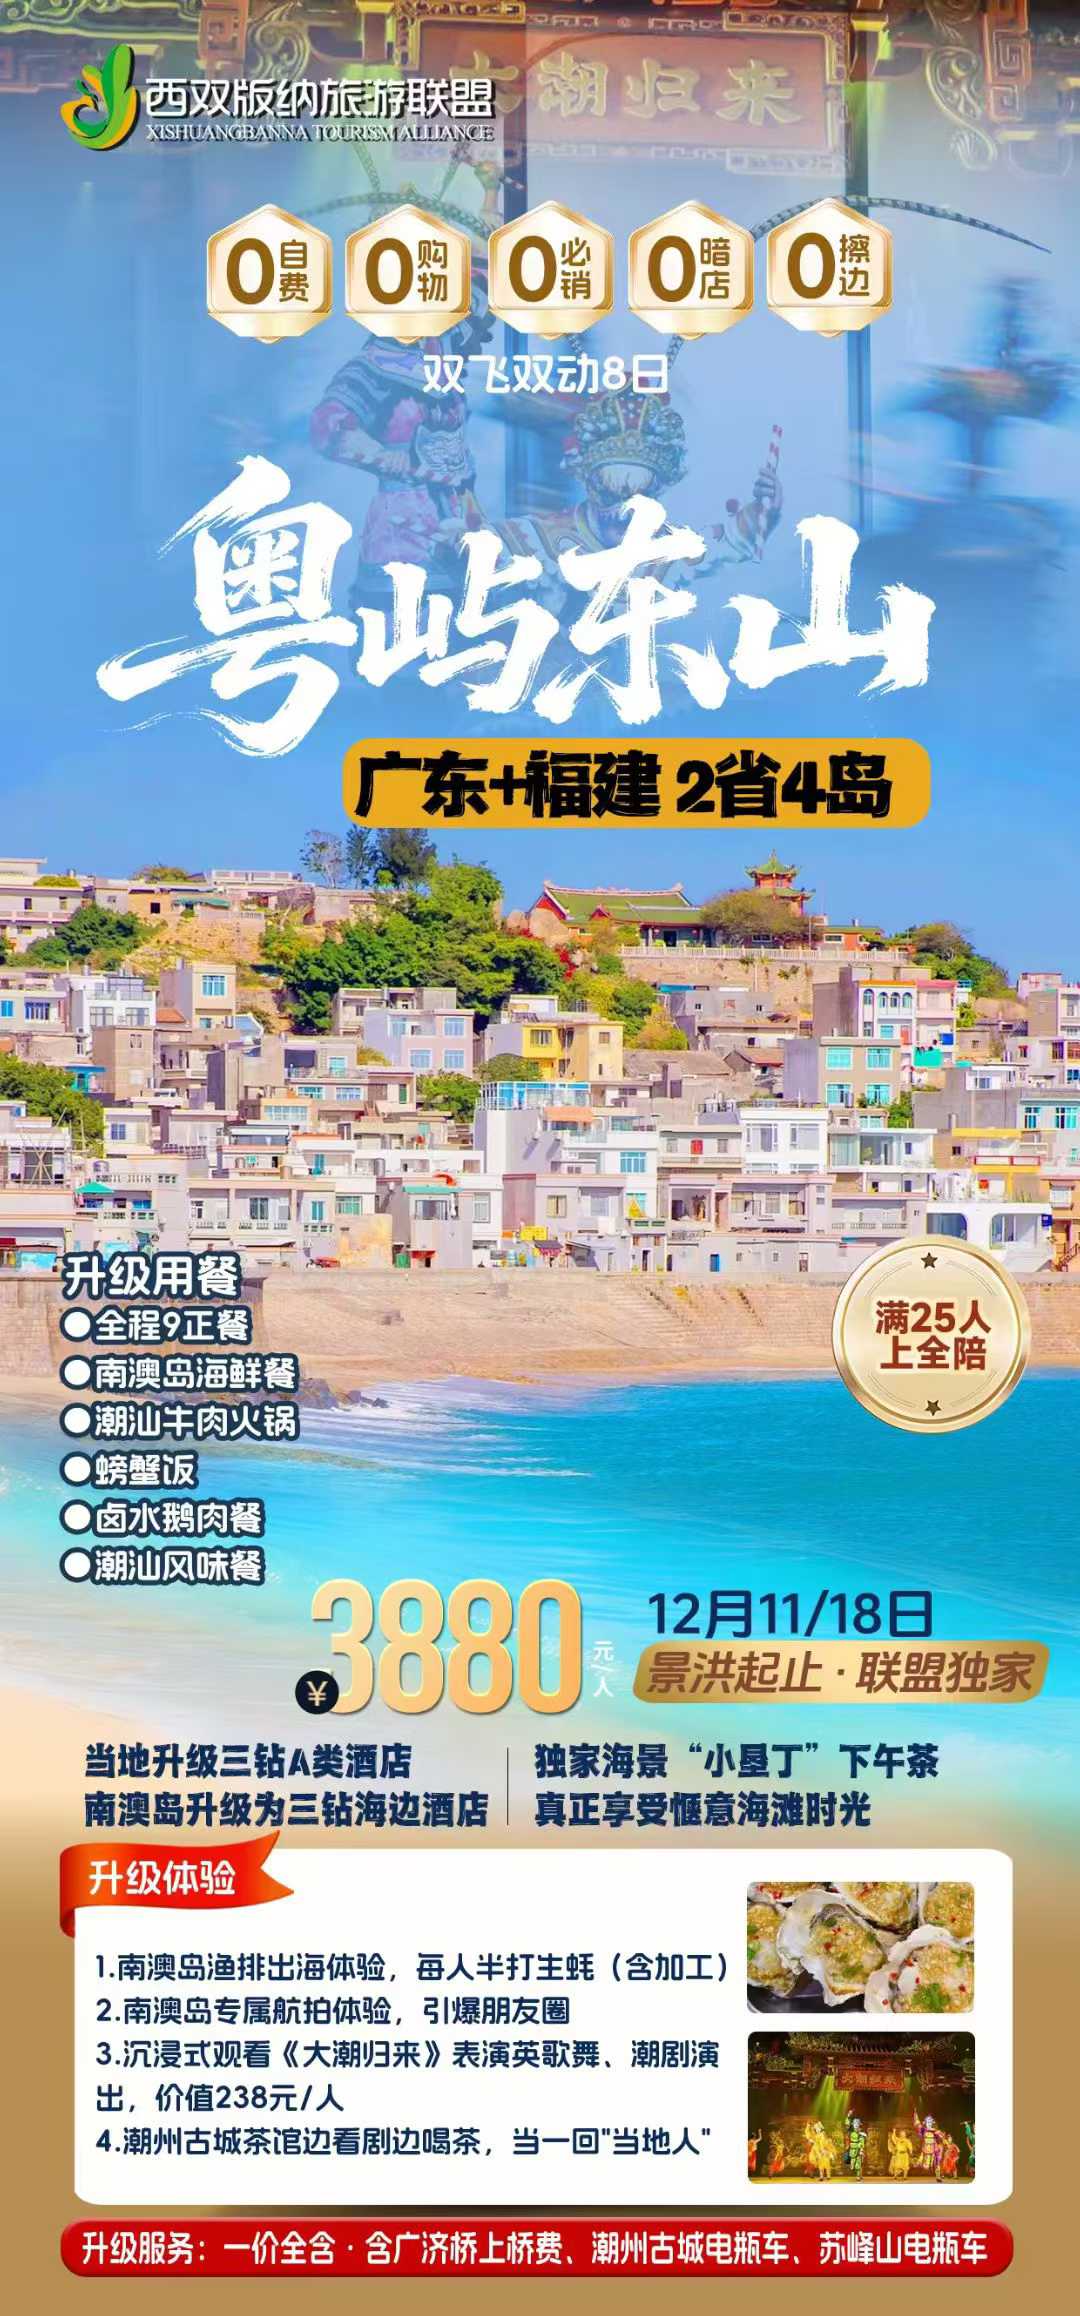 大潮归来
西双版纳旅游联盟
XISHUANGBANNA TOURISM ALLIANCE
0自费
0购物
0必销
0暗店
0擦边
双飞双动8日
粤屿东山
广东+福建 2省4岛
升级用餐
●全程9正餐
●南澳岛海鲜餐
●潮汕牛肉火锅
●螃蟹饭
●卤水鹅肉餐
●潮汕风味餐
满25人
上全陪
¥3880元/人
12月11/18日
景洪起止·联盟独家
当地升级三钻A类酒店
南澳岛升级为三钻海边酒店
独家海景“小垦丁”下午茶
真正享受惬意海滩时光
升级体验
1.南澳岛渔排出海体验，每人半打生蚝（含加工）
2.南澳岛专属航拍体验，引爆朋友圈
3.沉浸式观看《大潮归来》表演英歌舞、潮剧演
出，价值238元/人
4.潮州古城茶馆边看剧边喝茶，当一回"当地人"
大潮归来
升级服务：一价全含·含广济桥上桥费、潮州古城电瓶车、苏峰山电瓶车